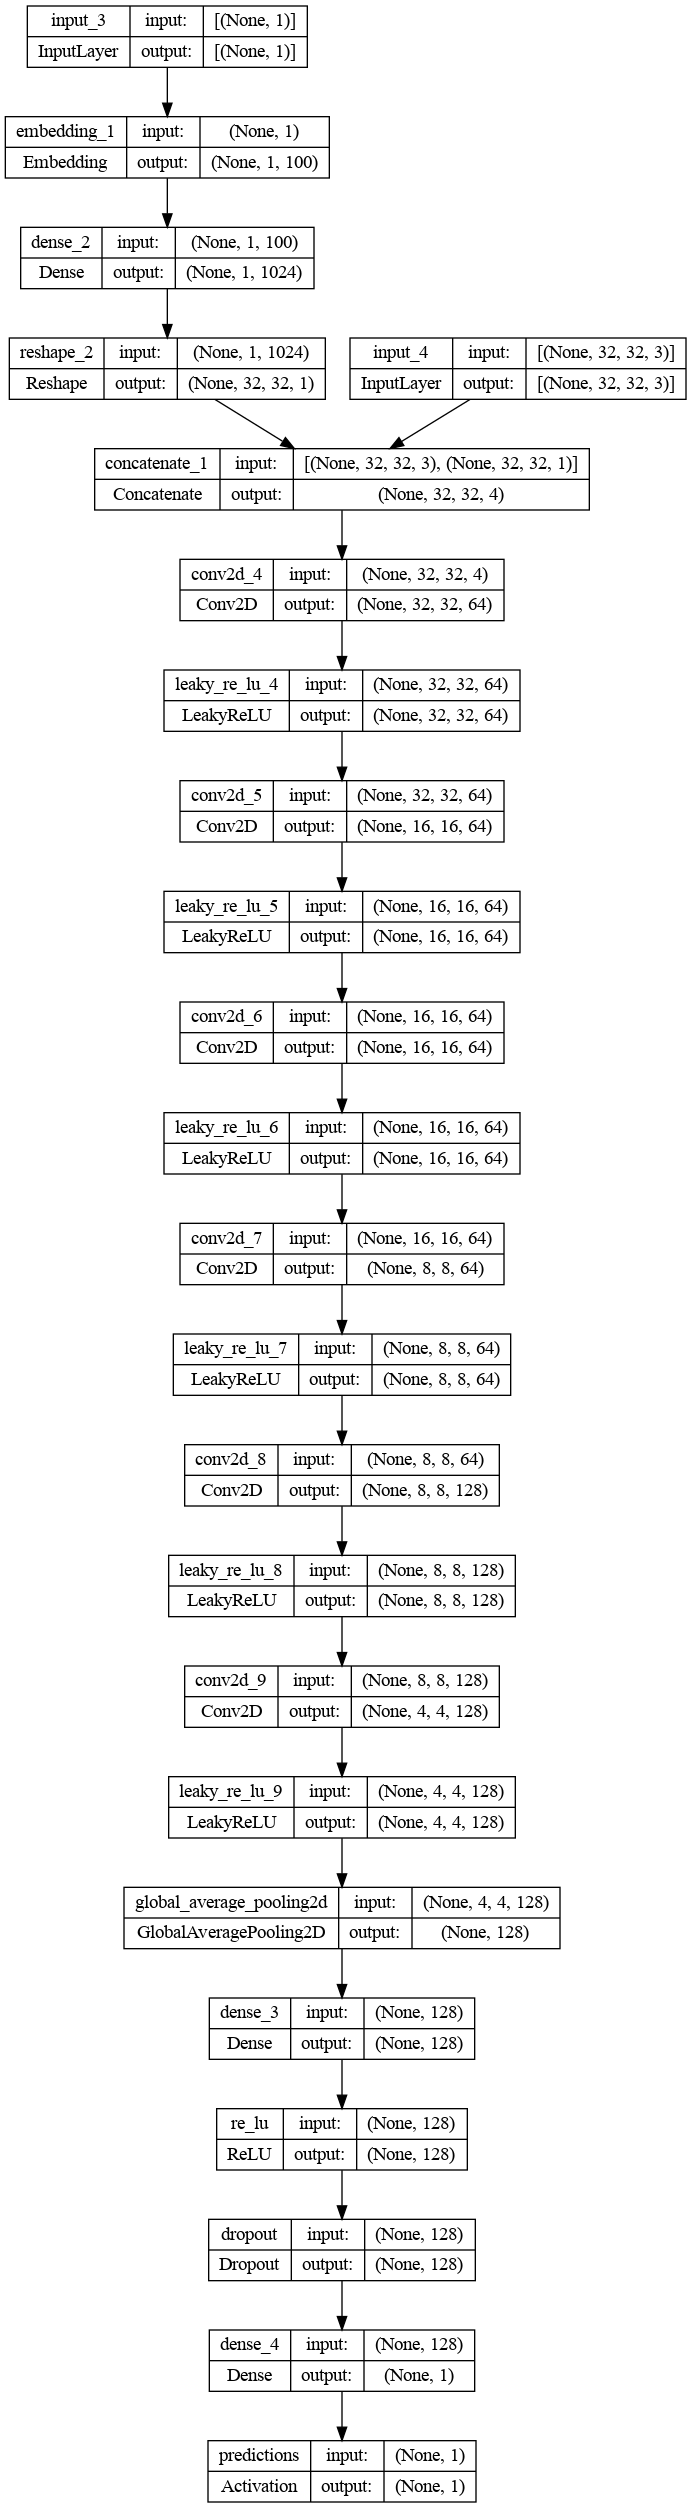 input_3 input: [(None, 1)]
InputLayer output: [(None, 1)]
embedding_1 input: (None, 1)
Embedding output: (None, 1, 100)
dense_2 input: (None, 1, 100)
Dense output: (None, 1, 1024)
reshape_2 input: (None, 1, 1024)
Reshape output: (None, 32, 32, 1)
input_4 input: [(None, 32, 32, 3)]
InputLayer output: [(None, 32, 32, 3)]
concatenate_1 input: [(None, 32, 32, 3), (None, 32, 32, 1)]
Concatenate output: (None, 32, 32, 4)
conv2d_4 input: (None, 32, 32, 4)
Conv2D output: (None, 32, 32, 64)
leaky_re_lu_4 input: (None, 32, 32, 64)
LeakyReLU output: (None, 32, 32, 64)
conv2d_5 input: (None, 32, 32, 64)
Conv2D output: (None, 16, 16, 64)
leaky_re_lu_5 input: (None, 16, 16, 64)
LeakyReLU output: (None, 16, 16, 64)
conv2d_6 input: (None, 16, 16, 64)
Conv2D output: (None, 16, 16, 64)
leaky_re_lu_6 input: (None, 16, 16, 64)
LeakyReLU output: (None, 16, 16, 64)
conv2d_7 input: (None, 16, 16, 64)
Conv2D output: (None, 8, 8, 64)
leaky_re_lu_7 input: (None, 8, 8, 64)
LeakyReLU output: (None, 8, 8, 64)
conv2d_8 input: (None, 8, 8, 64)
Conv2D output: (None, 8, 8, 128)
leaky_re_lu_8 input: (None, 8, 8, 128)
LeakyReLU output: (None, 8, 8, 128)
conv2d_9 input: (None, 8, 8, 128)
Conv2D output: (None, 4, 4, 128)
leaky_re_lu_9 input: (None, 4, 4, 128)
LeakyReLU output: (None, 4, 4, 128)
global_average_pooling2d input: (None, 4, 4, 128)
GlobalAveragePooling2D output: (None, 128)
dense_3 input: (None, 128)
Dense output: (None, 128)
re_lu input: (None, 128)
ReLU output: (None, 128)
dropout input: (None, 128)
Dropout output: (None, 128)
dense_4 input: (None, 128)
Dense output: (None, 1)
predictions input: (None, 1)
Activation output: (None, 1)